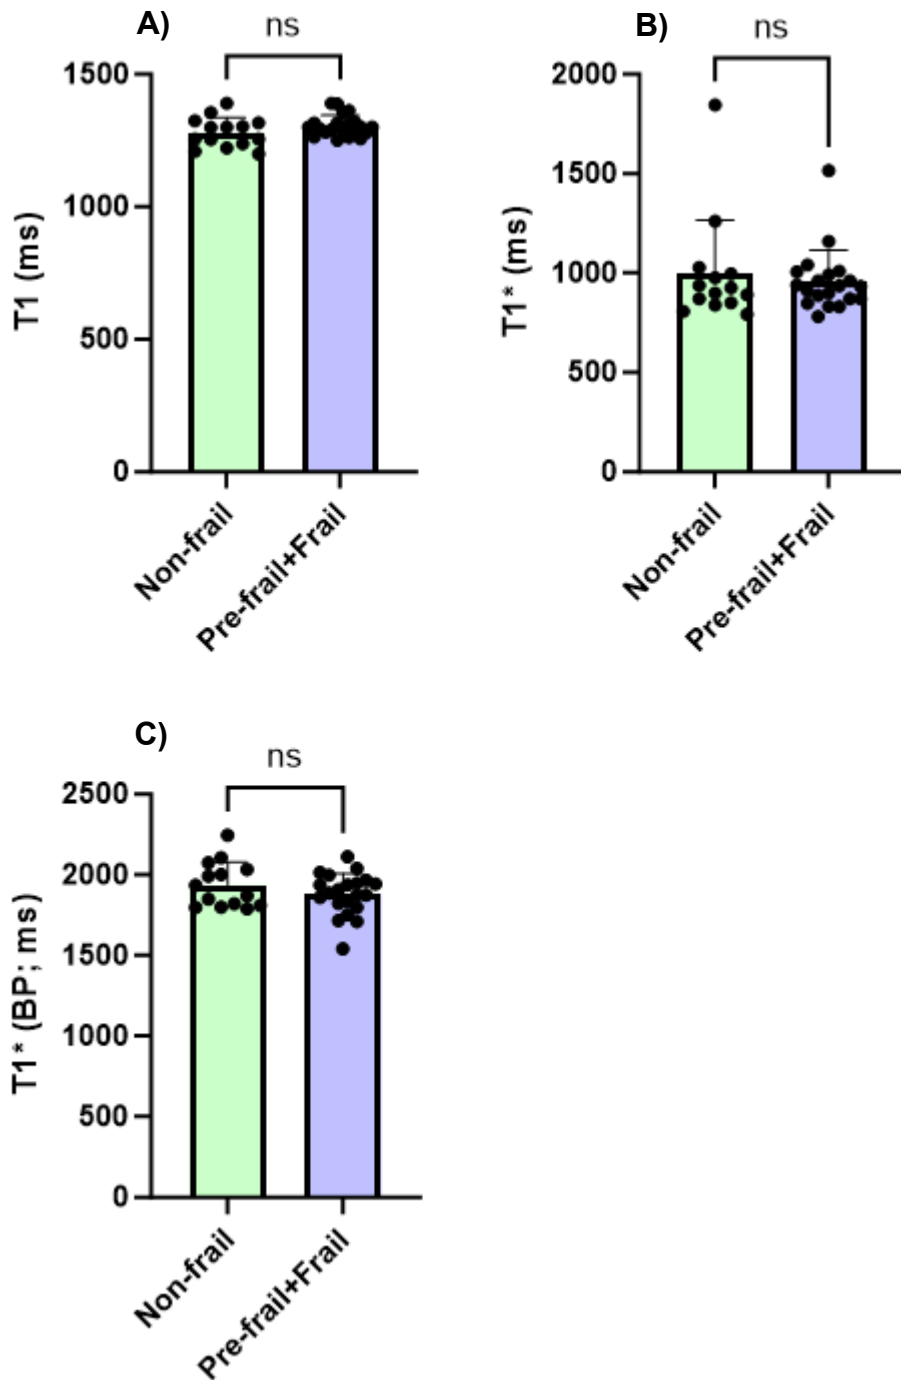 A)
ns
T1 (ms)
1500
1000
500
0
Non-frail
Pre-frail+Frail
B)
ns
T1* (ms)
2000
1500
1000
500
0
Non-frail
Pre-frail+Frail
C)
ns
T1* (BP; ms)
2500
2000
1500
1000
500
0
Non-frail
Pre-frail+Frail